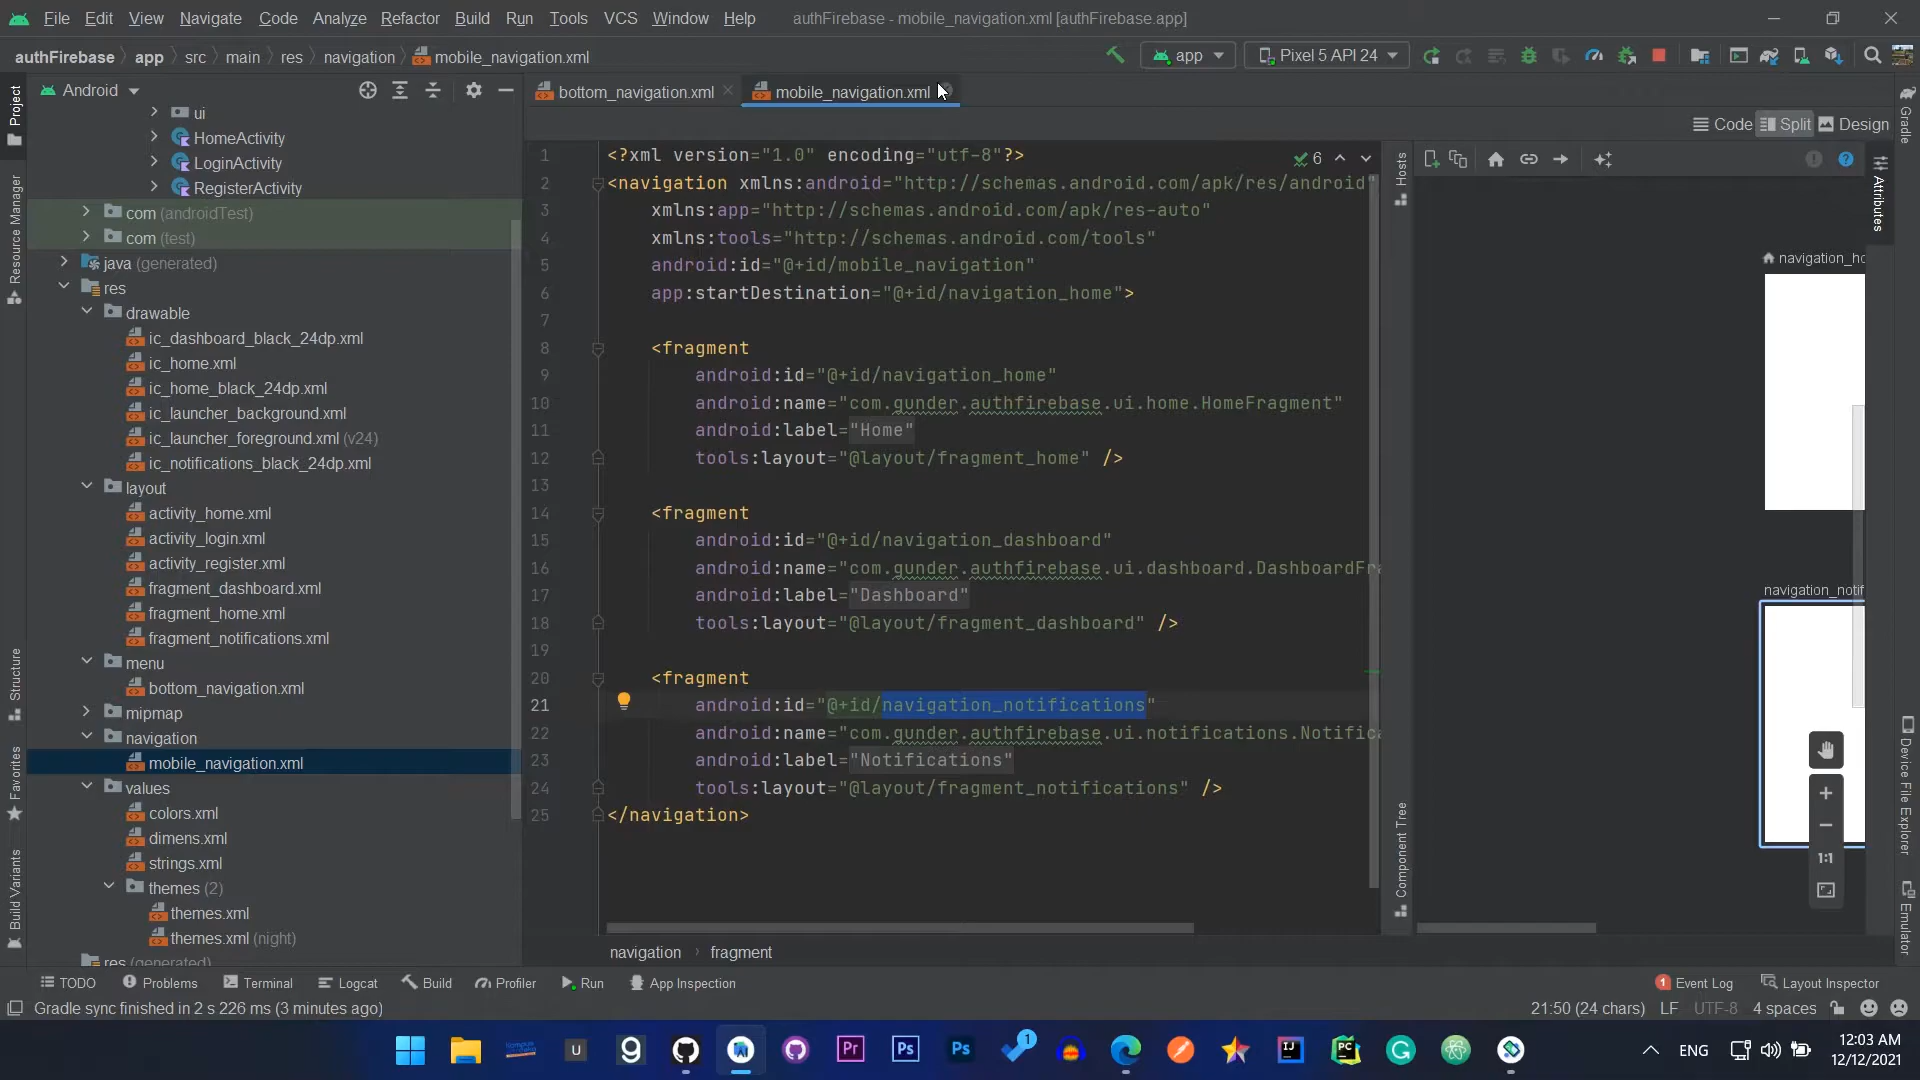 File Edit View Navigate Code Analyze Refactor Build Run Tools VCS Window Help authFirebase - mobile_navigation.xml [authFirebase.app]
authFirebase app src main res navigation mobile_navigation.xml app Pixel 5 API 24
Android
bottom_navigation.xml mobile_navigation.xml
Code Split Design
Project
Resource Manager
Structure
Favorites
Build Variants
ui
HomeActivity
LoginActivity
RegisterActivity
com (androidTest)
com (test)
java (generated)
res
drawable
ic_dashboard_black_24dp.xml
ic_home.xml
ic_home_black_24dp.xml
ic_launcher_background.xml
ic_launcher_foreground.xml (v24)
ic_notifications_black_24dp.xml
layout
activity_home.xml
activity_login.xml
activity_register.xml
fragment_dashboard.xml
fragment_home.xml
fragment_notifications.xml
menu
bottom_navigation.xml
mipmap
navigation
mobile_navigation.xml
values
colors.xml
dimens.xml
strings.xml
themes (2)
themes.xml
themes.xml (night)
res (generated)
1 <?xml version="1.0" encoding="utf-8"?>
6
2 <navigation xmlns:android="http://schemas.android.com/apk/res/android"
3 xmlns:app="http://schemas.android.com/apk/res-auto"
4 xmlns:tools="http://schemas.android.com/tools"
5 android:id="@+id/mobile_navigation"
6 app:startDestination="@+id/navigation_home">
7
8 <fragment
9 android:id="@+id/navigation_home"
10 android:name="com.gunder.authfirebase.ui.home.HomeFragment"
11 android:label="Home"
12 tools:layout="@layout/fragment_home" />
13
14 <fragment
15 android:id="@+id/navigation_dashboard"
16 android:name="com.gunder.authfirebase.ui.dashboard.DashboardFra
17 android:label="Dashboard"
18 tools:layout="@layout/fragment_dashboard" />
19
20 <fragment
21 android:id="@+id/navigation_notifications"
22 android:name="com.gunder.authfirebase.ui.notifications.Notifica
23 android:label="Notifications"
24 tools:layout="@layout/fragment_notifications" />
25 </navigation>
navigation fragment
Hosts
Component Tree
navigation_ho
navigation_notif
1:1
Gradle
Attributes
Device File Explorer
Emulator
TODO Problems Terminal Logcat Build Profiler Run App Inspection 1 Event Log Layout Inspector
Gradle sync finished in 2 s 226 ms (3 minutes ago) 21:50 (24 chars) LF UTF-8 4 spaces
U g Pr Ps Ps 1 IJ PC G
ENG
12:03 AM
12/12/2021